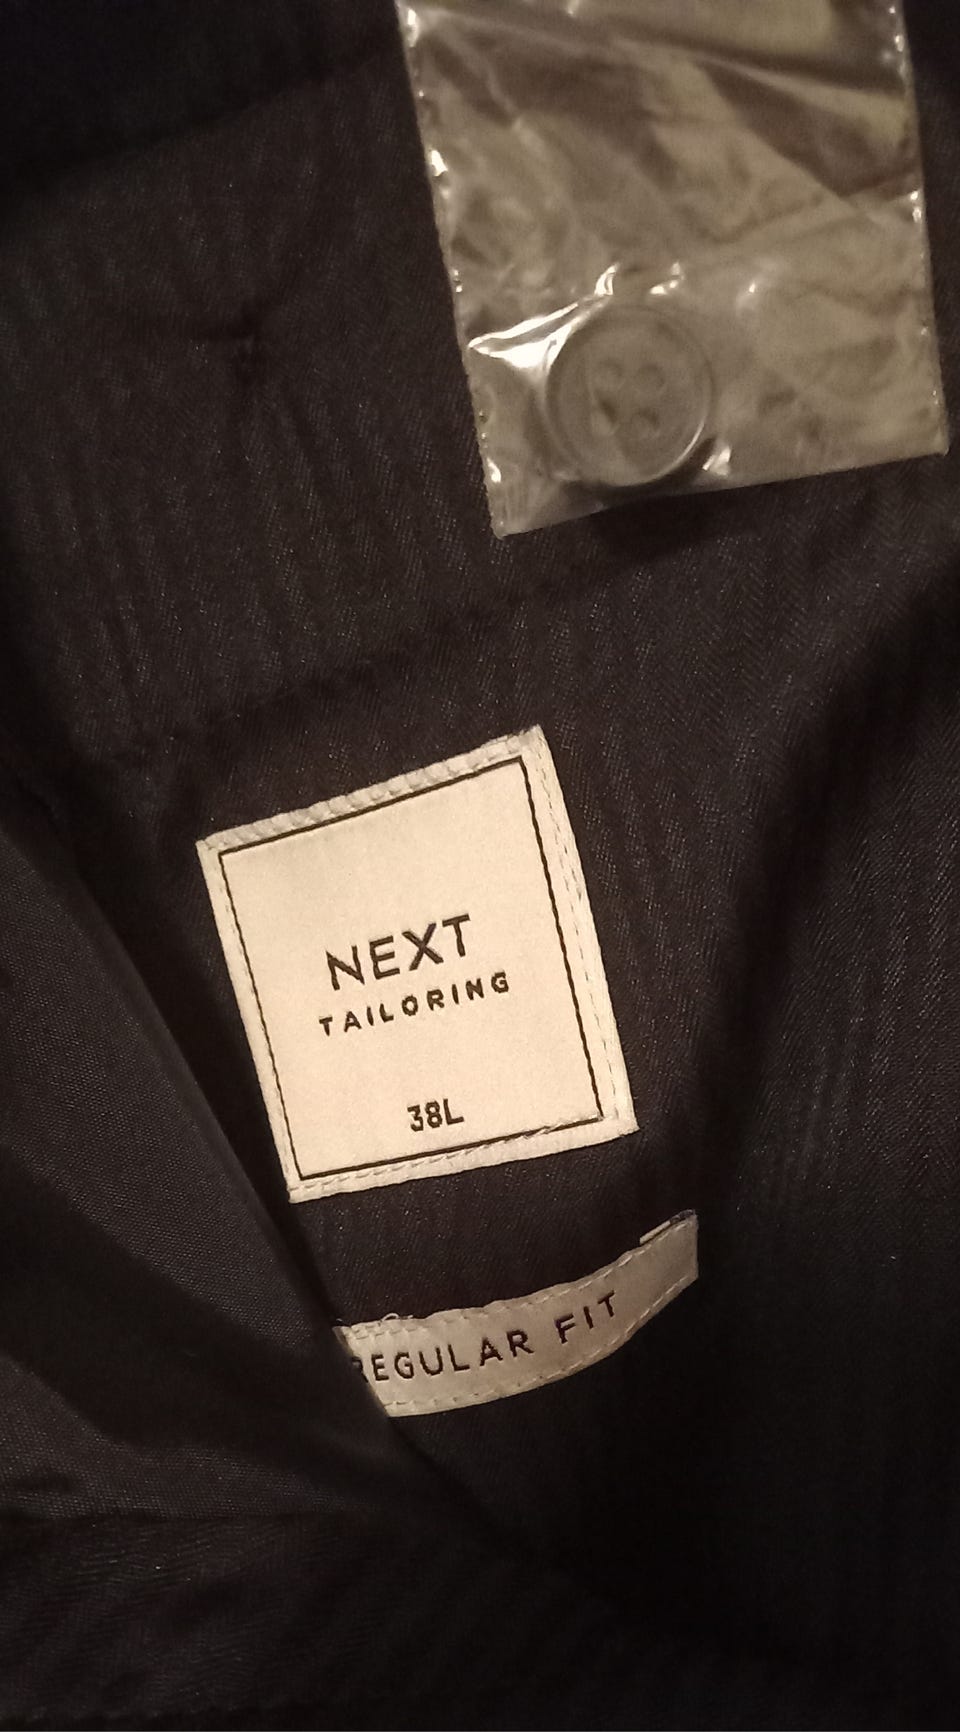 NEXT
TAILORING
38L
REGULAR FIT